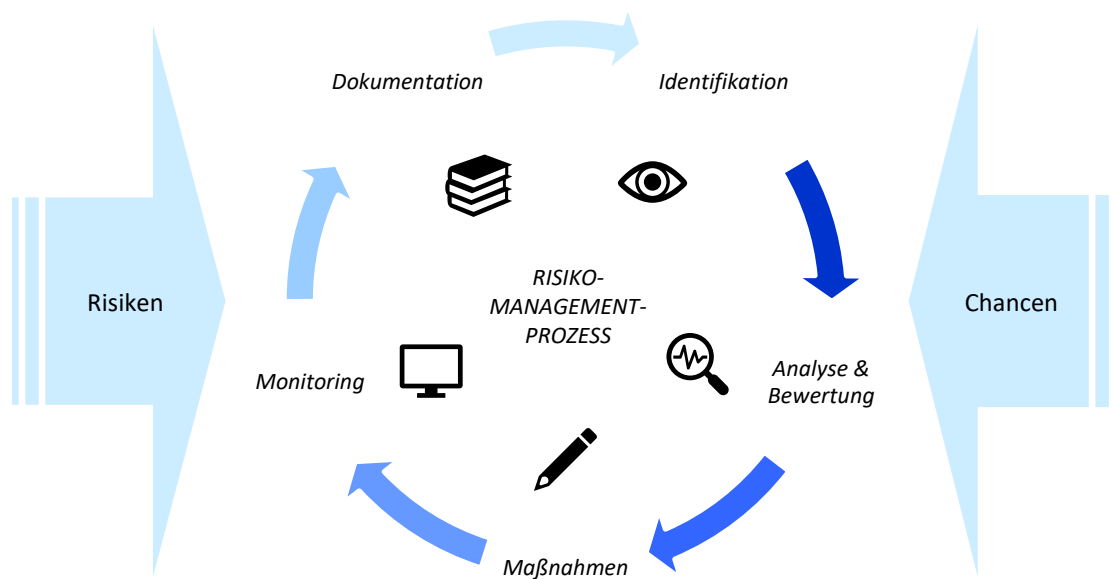 Dokumentation
Identifikation
Risiken
RISIKO-
MANAGEMENT-
PROZESS
Chancen
Monitoring
Analyse &
Bewertung
Maßnahmen